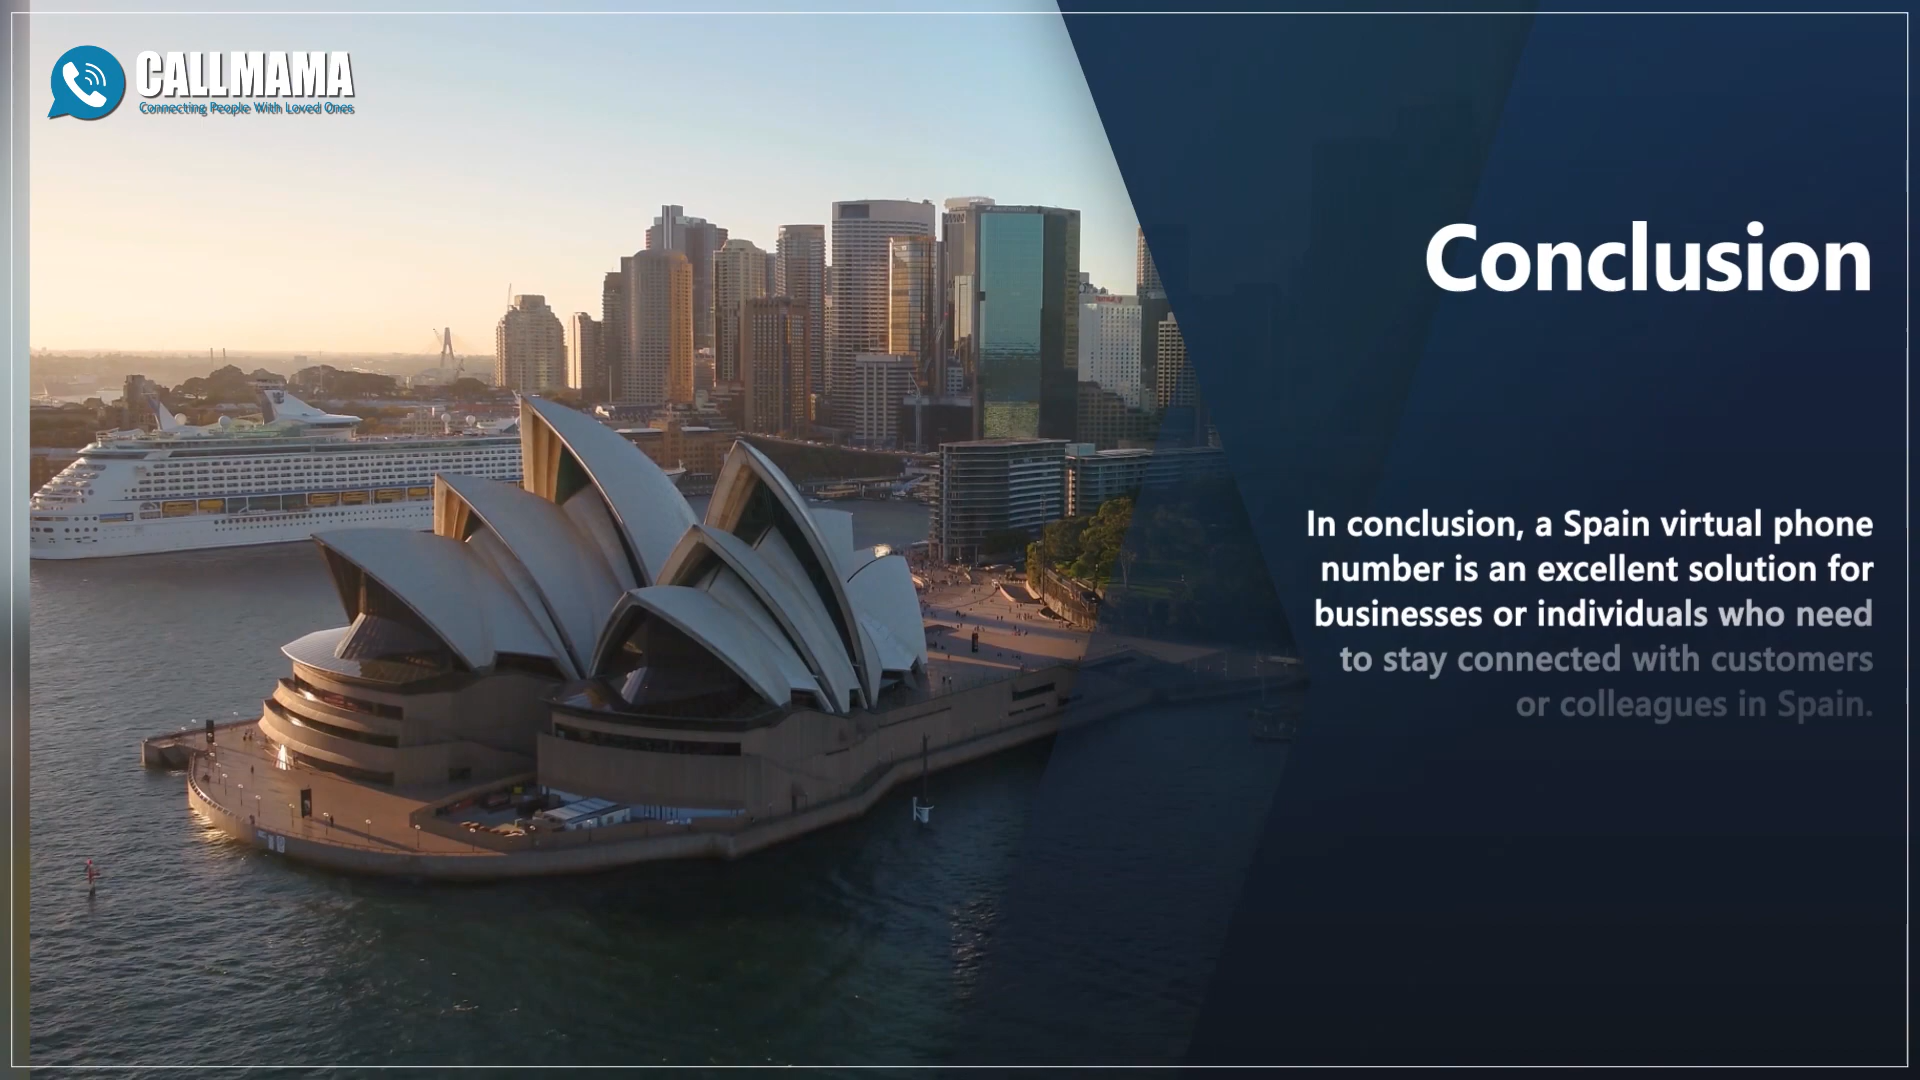 CALLMAMA
Connecting People With Loved Ones
Conclusion
In conclusion, a Spain virtual phone
number is an excellent solution for
businesses or individuals who need
to stay connected with customers
or colleagues in Spain.